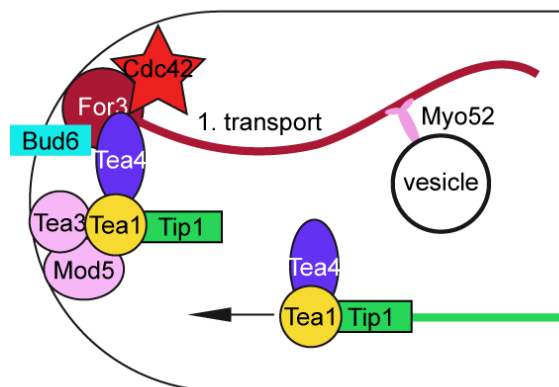 Cdc42
For3
1. transport
Myo52
Bud6
Tea4
vesicle
Tea3
Tea1
Tip1
Mod5
Tea4
Tea1
Tip1